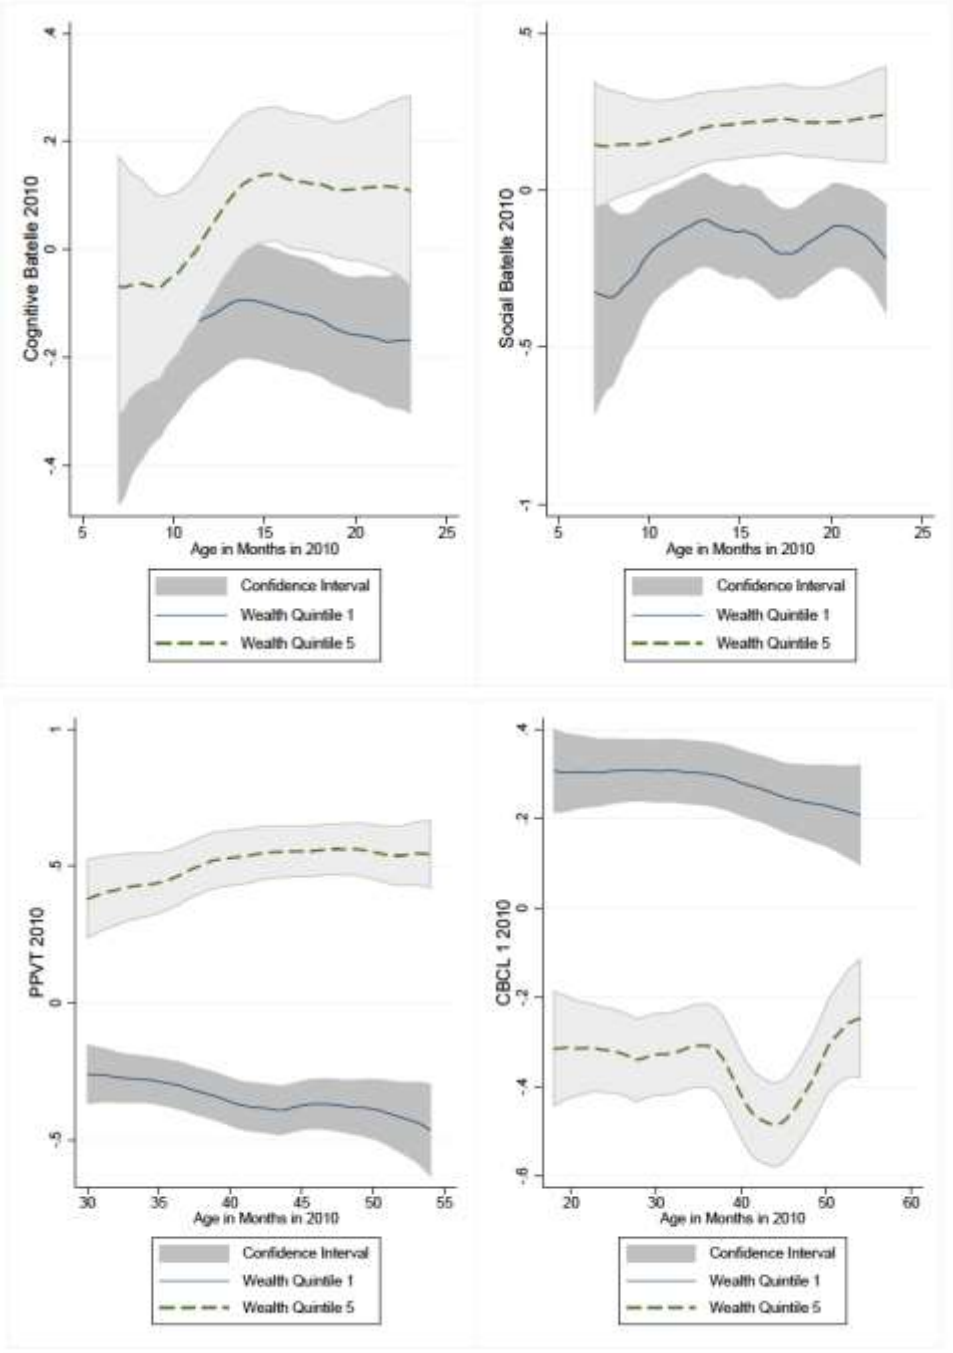 Cognitive Batelle 2010
.4
.2
0
-.2
-.4
5 10 15 20 25
Age in Months in 2010
Confidence Interval
Wealth Quintile 1
Wealth Quintile 5
Social Batelle 2010
.5
0
-.5
-1
5 10 15 20 25
Age in Months in 2010
Confidence Interval
Wealth Quintile 1
Wealth Quintile 5
PPVT 2010
1
.5
0
-.5
30 35 40 45 50 55
Age in Months in 2010
Confidence Interval
Wealth Quintile 1
Wealth Quintile 5
CBCL 1 2010
.4
.2
0
-.2
-.4
-.6
20 30 40 50 60
Age in Months in 2010
Confidence Interval
Wealth Quintile 1
Wealth Quintile 5